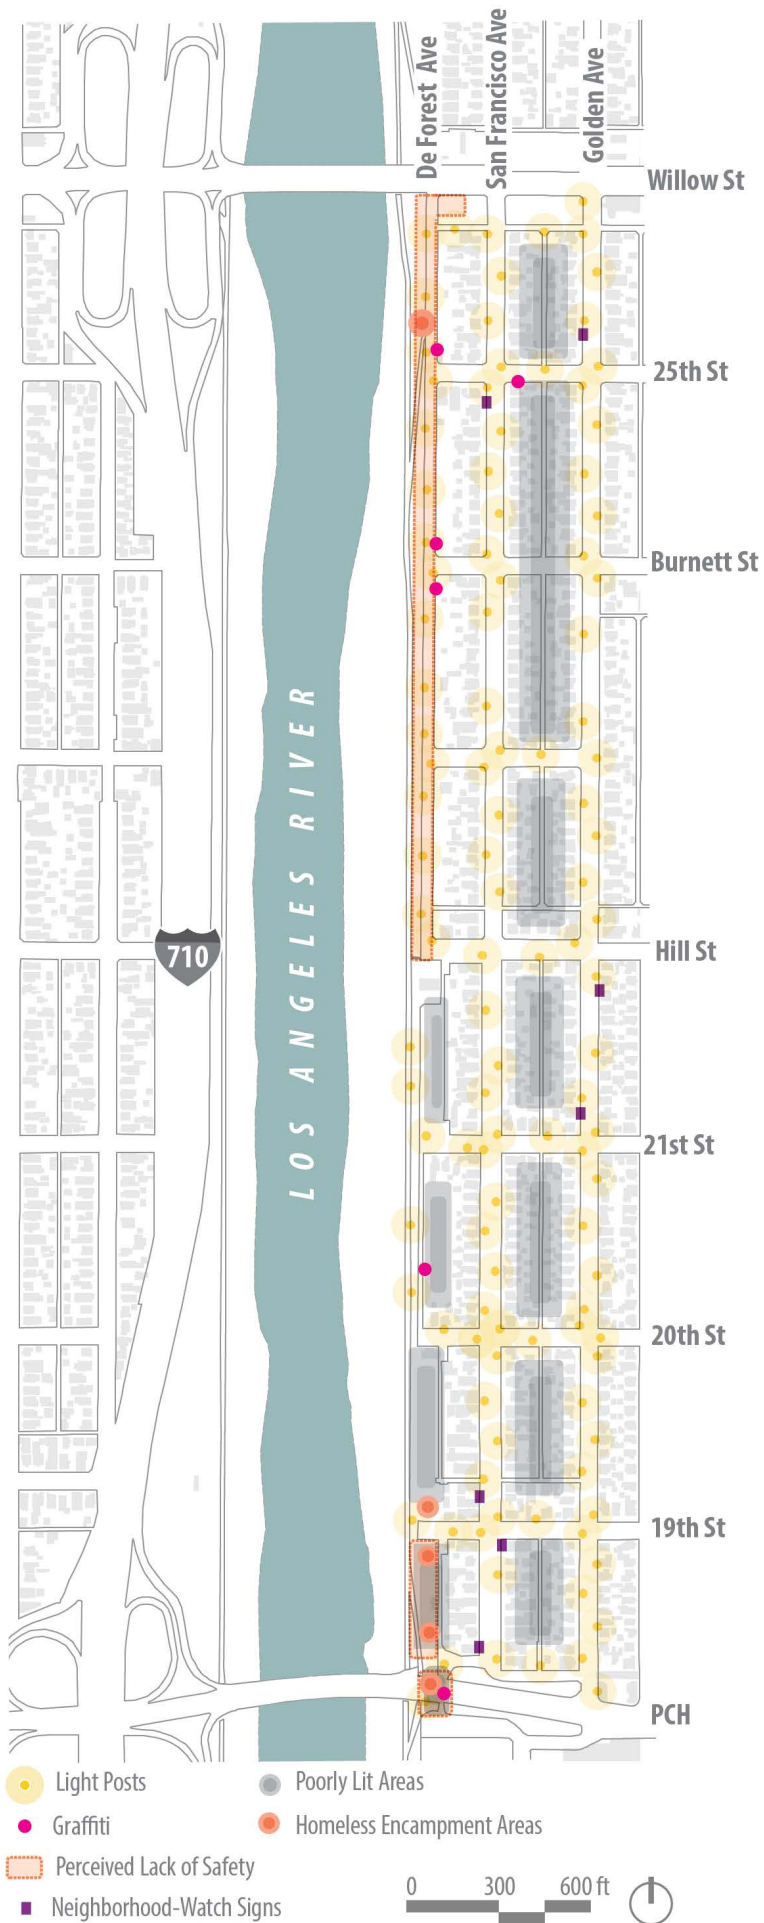 De Forest Ave
San Francisco Ave
Golden Ave
Willow St
25th St
Burnett St
LOS ANGELES RIVER
710
Hill St
21st St
20th St
19th St
PCH
Light Posts
Poorly Lit Areas
Graffiti
Homeless Encampment Areas
Perceived Lack of Safety
Neighborhood-Watch Signs
0 300 600 ft